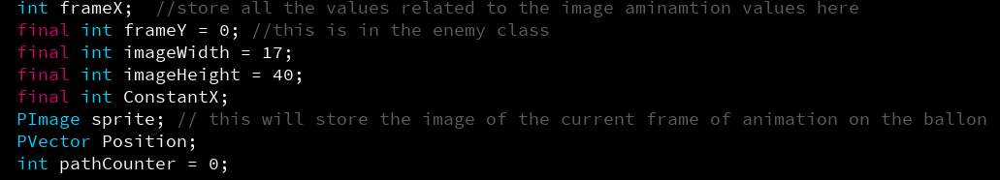 int frameX;  //store all the values related to the image aminamtion values here
final int frameY = 0; //this is in the enemy class
final int imageWidth = 17;
final int imageHeight = 40;
final int ConstantX;
PImage sprite; // this will store the image of the current frame of animation on the ballon
PVector Position;
int pathCounter = 0;